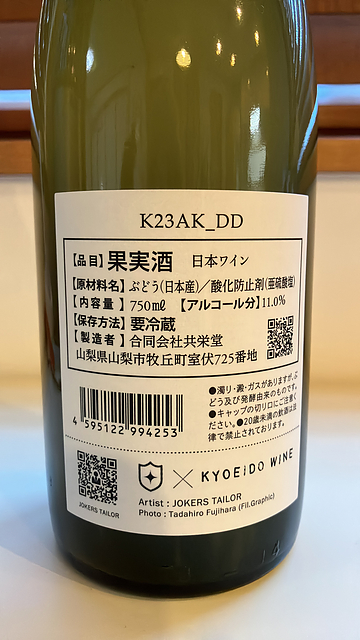 K23AK_DD
【品目】果実酒 日本ワイン
【原材料名】ぶどう(日本産)／酸化防止剤(亜硫酸塩)
【内容量】750㎖【アルコール分】11.0%
【保存方法】要冷蔵
【製造者】合同会社共栄堂
山梨県山梨市牧丘町室伏725番地
●濁り・澱・ガスがありますが、ぶ
どう及び発酵由来のものです。
●キャップの切り口にご注意く
ださい。●20歳未満の飲酒は法
律で禁止されております。
4 595122 994253
JOKERS TAILOR
KYOEiDO WINE
Artist : JOKERS TAILOR
Photo : Tadahiro Fujihara (Fll.Graphic)